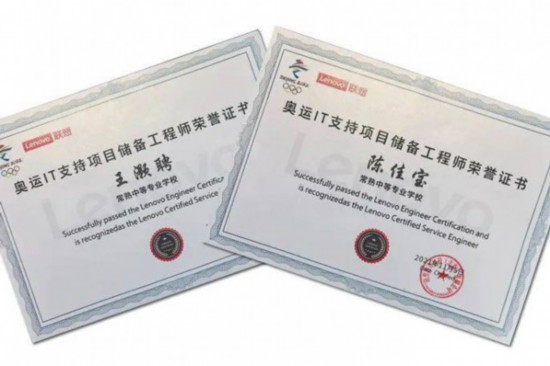 Lenovo 联想
奥运IT支持项目储备工程师荣誉证书
王濒聘
常熟中等专业学校
Successfully passed the Lenovo Engineer Certification
is recognizedas the Lenovo Certified Service
BEIJING 2022
Lenovo 联想
奥运IT支持项目储备工程师荣誉证书
陈佳宝
常熟中等专业学校
Successfully passed the Lenovo Engineer Certification and
is recognizedas the Lenovo Certified Service Engineer